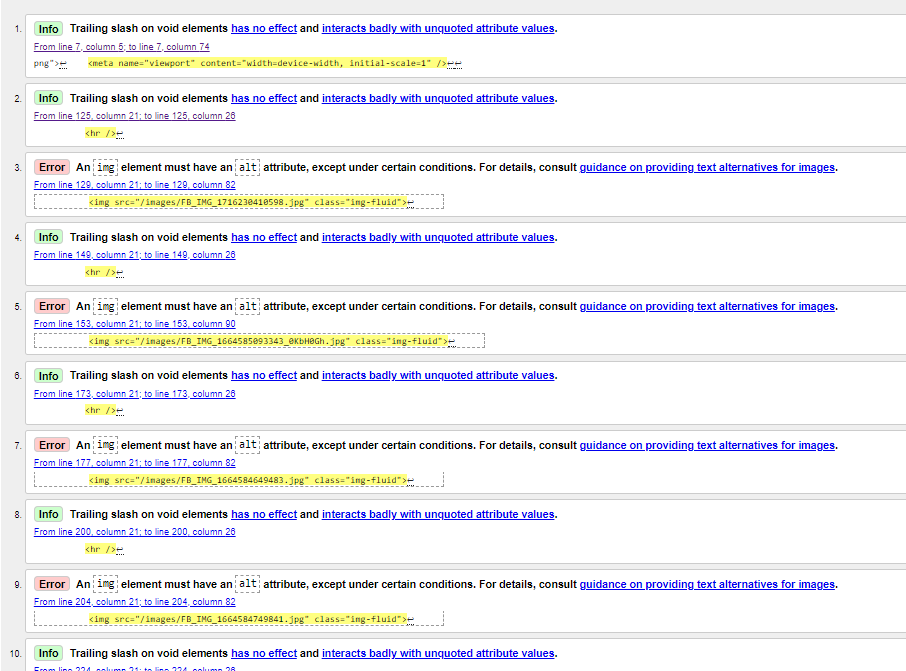 1. Info Trailing slash on void elements has no effect and interacts badly with unquoted attribute values.
From line 7, column 5; to line 7, column 74
png">↩ <meta name="viewport" content="width=device-width, initial-scale=1" />↩↩
2. Info Trailing slash on void elements has no effect and interacts badly with unquoted attribute values.
From line 125, column 21; to line 125, column 26
<hr />↩
3. Error An img element must have an alt attribute, except under certain conditions. For details, consult guidance on providing text alternatives for images.
From line 129, column 21; to line 129, column 82
<img src="/images/FB_IMG_1716230410598.jpg" class="img-fluid">↩
4. Info Trailing slash on void elements has no effect and interacts badly with unquoted attribute values.
From line 149, column 21; to line 149, column 26
<hr />↩
5. Error An img element must have an alt attribute, except under certain conditions. For details, consult guidance on providing text alternatives for images.
From line 153, column 21; to line 153, column 90
<img src="/images/FB_IMG_1664585093343_0KbH0Gh.jpg" class="img-fluid">↩
6. Info Trailing slash on void elements has no effect and interacts badly with unquoted attribute values.
From line 173, column 21; to line 173, column 26
<hr />↩
7. Error An img element must have an alt attribute, except under certain conditions. For details, consult guidance on providing text alternatives for images.
From line 177, column 21; to line 177, column 82
<img src="/images/FB_IMG_1664584649483.jpg" class="img-fluid">↩
8. Info Trailing slash on void elements has no effect and interacts badly with unquoted attribute values.
From line 200, column 21; to line 200, column 26
<hr />↩
9. Error An img element must have an alt attribute, except under certain conditions. For details, consult guidance on providing text alternatives for images.
From line 204, column 21; to line 204, column 82
<img src="/images/FB_IMG_1664584749841.jpg" class="img-fluid">↩
10. Info Trailing slash on void elements has no effect and interacts badly with unquoted attribute values.
From line 224, column 21; to line 224, column 26